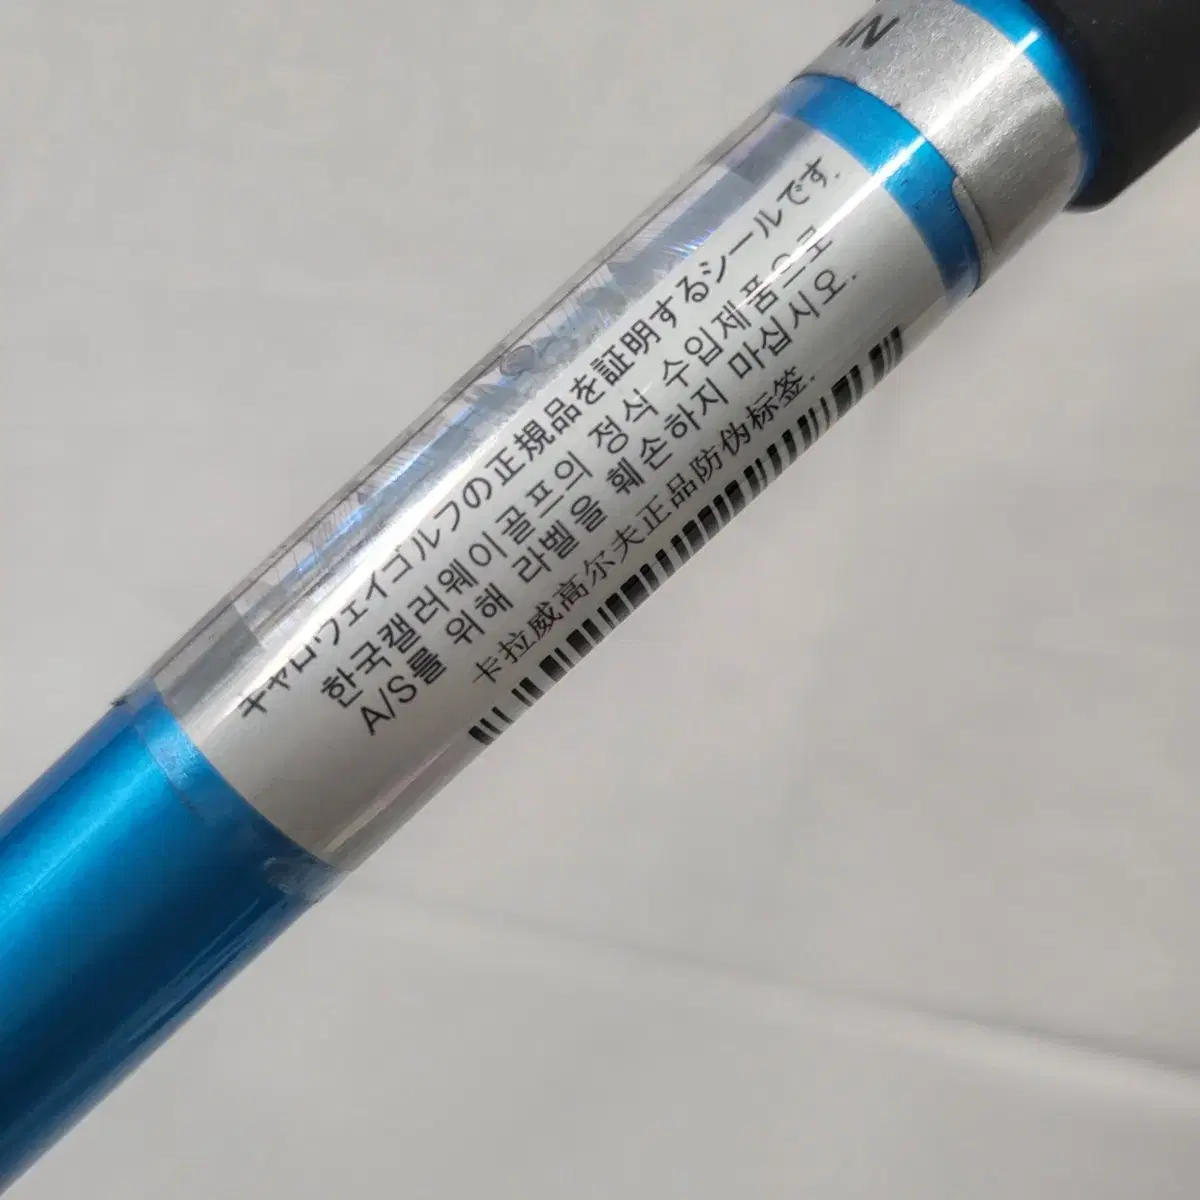 AN
キャロウェイゴルフの正規品を証明するシールです.
한국캘러웨이골프의 정식 수입제품으로
A/S를 위해 라벨을 훼손하지 마십시오.
卡拉威高尔夫正品防伪标签.